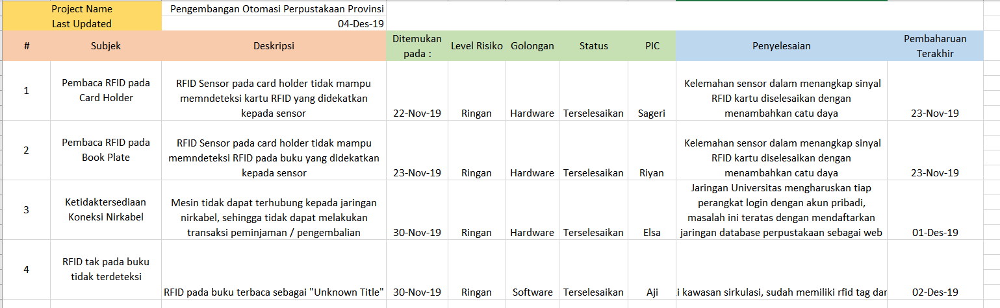 Project Name Pengembangan Otomasi Perpustakaan Provinsi
Last Updated 04-Des-19
# Subjek Deskripsi Ditemukan pada : Level Risiko Golongan Status PIC Penyelesaian Pembaharuan Terakhir
1
Pembaca RFID pada
Card Holder
RFID Sensor pada card holder tidak mampu
memndeteksi kartu RFID yang didekatkan
kepada sensor
22-Nov-19 Ringan Hardware Terselesaikan Sageri
Kelemahan sensor dalam menangkap sinyal
RFID kartu diselesaikan dengan
menambahkan catu daya
23-Nov-19
2
Pembaca RFID pada
Book Plate
RFID Sensor pada card holder tidak mampu
memndeteksi RFID pada buku yang didekatkan
kepada sensor
23-Nov-19 Ringan Hardware Terselesaikan Riyan
Kelemahan sensor dalam menangkap sinyal
RFID kartu diselesaikan dengan
menambahkan catu daya
23-Nov-19
3
Ketidaktersediaan
Koneksi Nirkabel
Mesin tidak dapat terhubung kepada jaringan
nirkabel, sehingga tidak dapat melakukan
transaksi peminjaman / pengembalian
30-Nov-19 Ringan Hardware Terselesaikan Elsa
Jaringan Universitas mengharuskan tiap
perangkat login dengan akun pribadi,
masalah ini teratas dengan mendaftarkan
jaringan database perpustakaan sebagai web
01-Des-19
4
RFID tak pada buku
tidak terdeteksi
RFID pada buku terbaca sebagai "Unknown Title"
30-Nov-19 Ringan Software Terselesaikan Aji
i kawasan sirkulasi, sudah memiliki rfid tag dar
02-Des-19